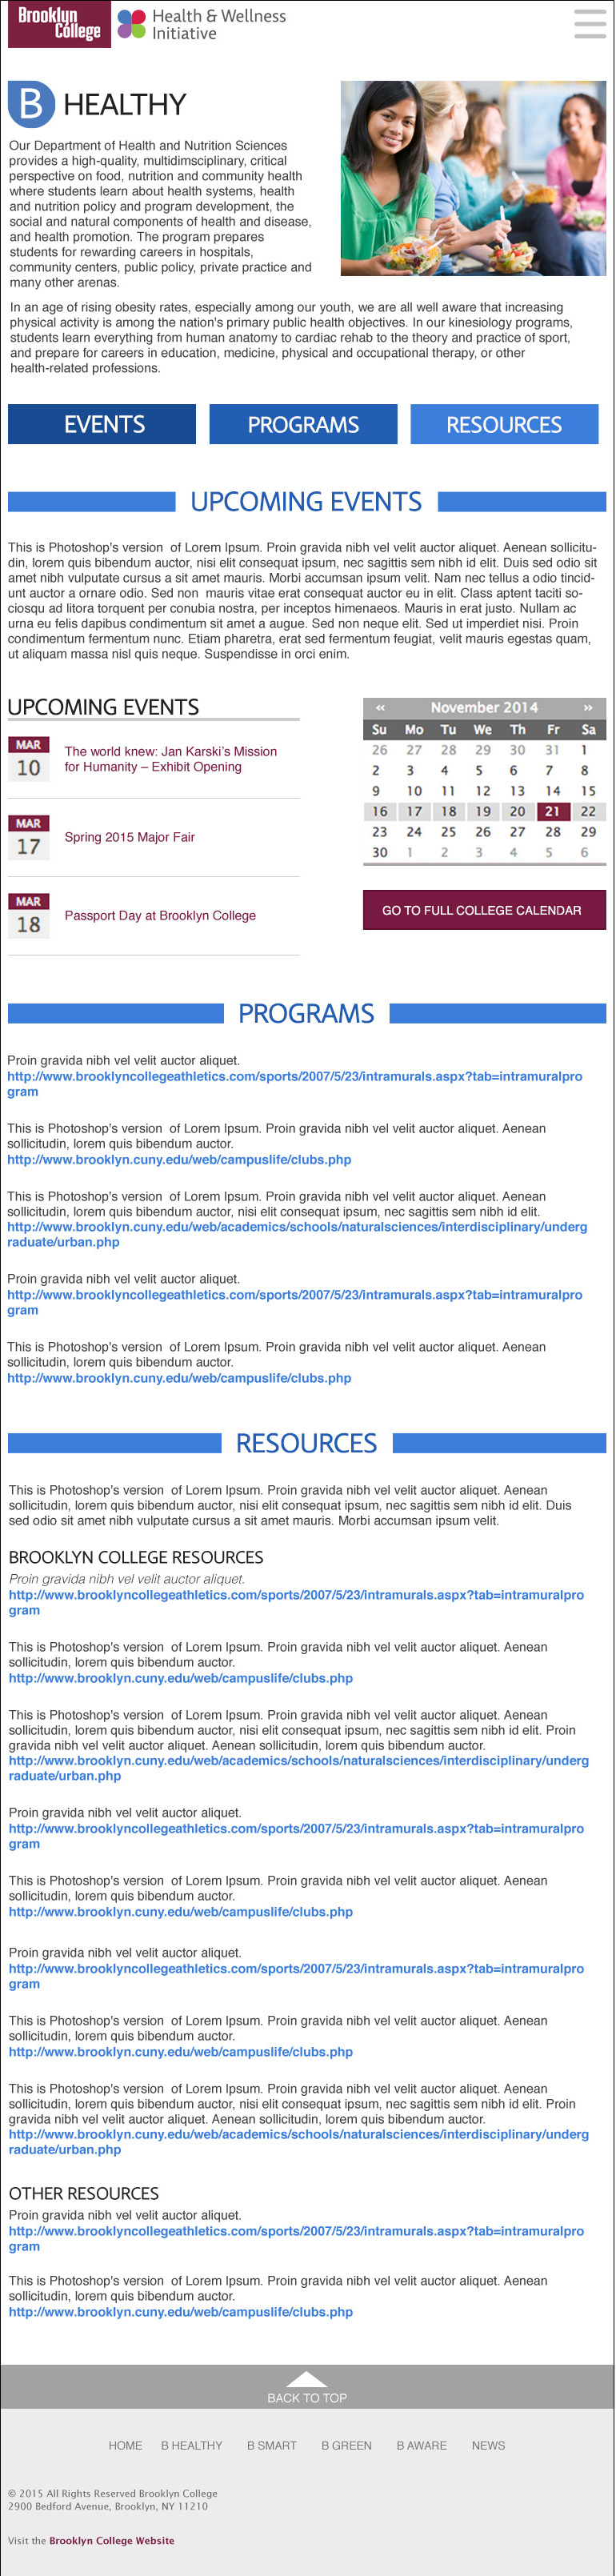 Brooklyn
College
Health & Wellness
Initiative
B HEALTHY
Our Department of Health and Nutrition Sciences
provides a high-quality, multidimsciplinary, critical
perspective on food, nutrition and community health
where students learn about health systems, health
and nutrition policy and program development, the
social and natural components of health and disease,
and health promotion. The program prepares
students for rewarding careers in hospitals,
community centers, public policy, private practice and
many other arenas.
In an age of rising obesity rates, especially among our youth, we are all well aware that increasing
physical activity is among the nation's primary public health objectives. In our kinesiology programs,
students learn everything from human anatomy to cardiac rehab to the theory and practice of sport,
and prepare for careers in education, medicine, physical and occupational therapy, or other
health-related professions.
EVENTS PROGRAMS RESOURCES
UPCOMING EVENTS
This is Photoshop's version of Lorem Ipsum. Proin gravida nibh vel velit auctor aliquet. Aenean sollicitu-
din, lorem quis bibendum auctor, nisi elit consequat ipsum, nec sagittis sem nibh id elit. Duis sed odio sit
amet nibh vulputate cursus a sit amet mauris. Morbi accumsan ipsum velit. Nam nec tellus a odio tincid-
unt auctor a ornare odio. Sed non mauris vitae erat consequat auctor eu in elit. Class aptent taciti so-
ciosqu ad litora torquent per conubia nostra, per inceptos himenaeos. Mauris in erat justo. Nullam ac
urna eu felis dapibus condimentum sit amet a augue. Sed non neque elit. Sed ut imperdiet nisi. Proin
condimentum fermentum nunc. Etiam pharetra, erat sed fermentum feugiat, velit mauris egestas quam,
ut aliquam massa nisl quis neque. Suspendisse in orci enim.
UPCOMING EVENTS
MAR
10
The world knew: Jan Karski's Mission
for Humanity – Exhibit Opening
MAR
17
Spring 2015 Major Fair
MAR
18
Passport Day at Brooklyn College
« November 2014 »
Su Mo Tu We Th Fr Sa
26 27 28 29 30 31 1
2 3 4 5 6 7 8
9 10 11 12 13 14 15
16 17 18 19 20 21 22
23 24 25 26 27 28 29
30 1 2 3 4 5 6
GO TO FULL COLLEGE CALENDAR
PROGRAMS
Proin gravida nibh vel velit auctor aliquet.
http://www.brooklyncollegeathletics.com/sports/2007/5/23/intramurals.aspx?tab=intramuralpro
gram
This is Photoshop's version of Lorem Ipsum. Proin gravida nibh vel velit auctor aliquet. Aenean
sollicitudin, lorem quis bibendum auctor.
http://www.brooklyn.cuny.edu/web/campuslife/clubs.php
This is Photoshop's version of Lorem Ipsum. Proin gravida nibh vel velit auctor aliquet. Aenean
sollicitudin, lorem quis bibendum auctor, nisi elit consequat ipsum, nec sagittis sem nibh id elit.
http://www.brooklyn.cuny.edu/web/academics/schools/naturalsciences/interdisciplinary/underg
raduate/urban.php
Proin gravida nibh vel velit auctor aliquet.
http://www.brooklyncollegeathletics.com/sports/2007/5/23/intramurals.aspx?tab=intramuralpro
gram
This is Photoshop's version of Lorem Ipsum. Proin gravida nibh vel velit auctor aliquet. Aenean
sollicitudin, lorem quis bibendum auctor.
http://www.brooklyn.cuny.edu/web/campuslife/clubs.php
RESOURCES
This is Photoshop's version of Lorem Ipsum. Proin gravida nibh vel velit auctor aliquet. Aenean
sollicitudin, lorem quis bibendum auctor, nisi elit consequat ipsum, nec sagittis sem nibh id elit. Duis
sed odio sit amet nibh vulputate cursus a sit amet mauris. Morbi accumsan ipsum velit.
BROOKLYN COLLEGE RESOURCES
Proin gravida nibh vel velit auctor aliquet.
http://www.brooklyncollegeathletics.com/sports/2007/5/23/intramurals.aspx?tab=intramuralpro
gram
This is Photoshop's version of Lorem Ipsum. Proin gravida nibh vel velit auctor aliquet. Aenean
sollicitudin, lorem quis bibendum auctor.
http://www.brooklyn.cuny.edu/web/campuslife/clubs.php
This is Photoshop's version of Lorem Ipsum. Proin gravida nibh vel velit auctor aliquet. Aenean
sollicitudin, lorem quis bibendum auctor, nisi elit consequat ipsum, nec sagittis sem nibh id elit. Proin
gravida nibh vel velit auctor aliquet. Aenean sollicitudin, lorem quis bibendum auctor.
http://www.brooklyn.cuny.edu/web/academics/schools/naturalsciences/interdisciplinary/underg
raduate/urban.php
Proin gravida nibh vel velit auctor aliquet.
http://www.brooklyncollegeathletics.com/sports/2007/5/23/intramurals.aspx?tab=intramuralpro
gram
This is Photoshop's version of Lorem Ipsum. Proin gravida nibh vel velit auctor aliquet. Aenean
sollicitudin, lorem quis bibendum auctor.
http://www.brooklyn.cuny.edu/web/campuslife/clubs.php
Proin gravida nibh vel velit auctor aliquet.
http://www.brooklyncollegeathletics.com/sports/2007/5/23/intramurals.aspx?tab=intramuralpro
gram
This is Photoshop's version of Lorem Ipsum. Proin gravida nibh vel velit auctor aliquet. Aenean
sollicitudin, lorem quis bibendum auctor.
http://www.brooklyn.cuny.edu/web/campuslife/clubs.php
This is Photoshop's version of Lorem Ipsum. Proin gravida nibh vel velit auctor aliquet. Aenean
sollicitudin, lorem quis bibendum auctor, nisi elit consequat ipsum, nec sagittis sem nibh id elit. Proin
gravida nibh vel velit auctor aliquet. Aenean sollicitudin, lorem quis bibendum auctor.
http://www.brooklyn.cuny.edu/web/academics/schools/naturalsciences/interdisciplinary/underg
raduate/urban.php
OTHER RESOURCES
Proin gravida nibh vel velit auctor aliquet.
http://www.brooklyncollegeathletics.com/sports/2007/5/23/intramurals.aspx?tab=intramuralpro
gram
This is Photoshop's version of Lorem Ipsum. Proin gravida nibh vel velit auctor aliquet. Aenean
sollicitudin, lorem quis bibendum auctor.
http://www.brooklyn.cuny.edu/web/campuslife/clubs.php
BACK TO TOP
HOME B HEALTHY B SMART B GREEN B AWARE NEWS
© 2015 All Rights Reserved Brooklyn College
2900 Bedford Avenue, Brooklyn, NY 11210
Visit the Brooklyn College Website